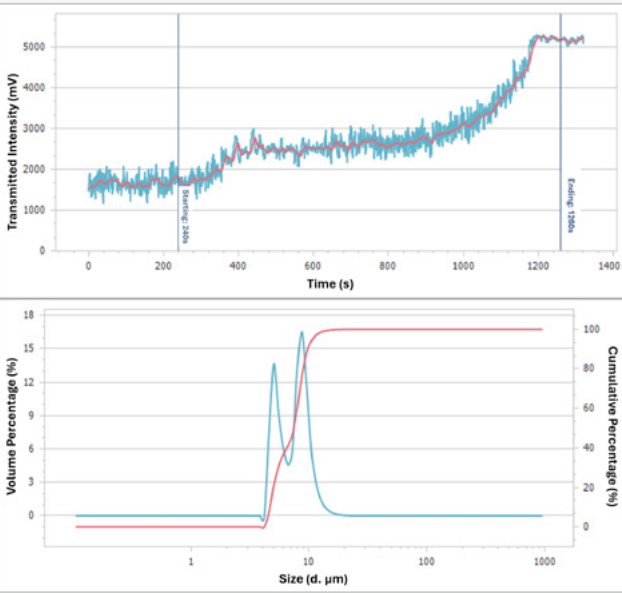 Transmitted Intensity (mV)
5000
4000
3000
2000
1000
0
Starting: 240s
Ending: 1260s
0 200 400 600 800 1000 1200 1400
Time (s)
Volume Percentage (%)
18
15
12
9
6
3
0
100
80
60
40
20
0
Cumulative Percentage (%)
1 10 100 1000
Size (d. μm)